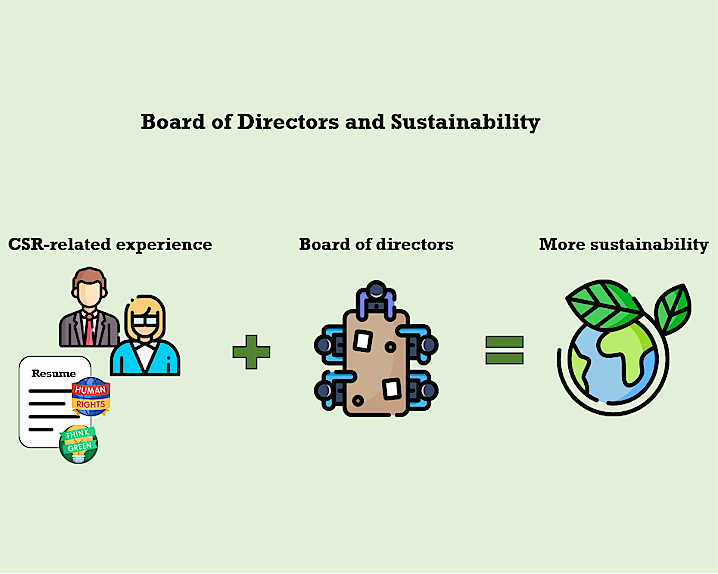 Board of Directors and Sustainability
CSR-related experience
Board of directors
More sustainability
Resume
HUMAN
RIGHTS
THINK
GREEN